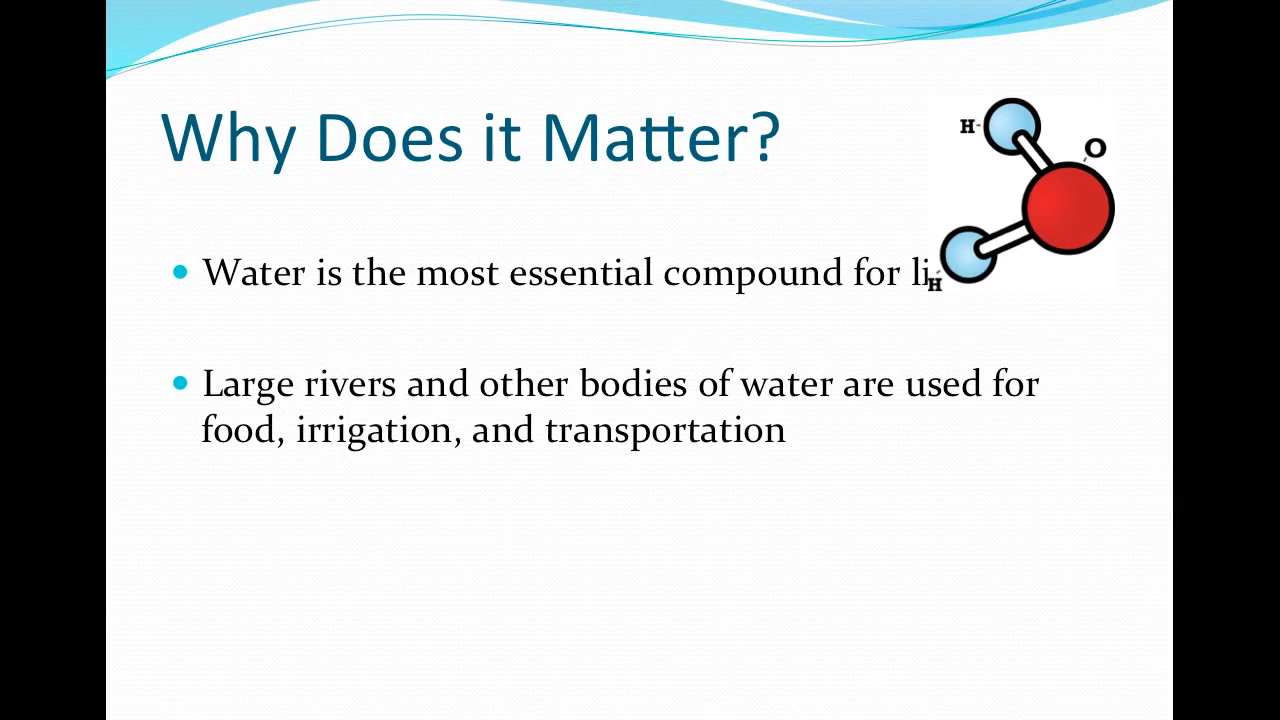 Why Does it Matter?
H
O
Water is the most essential compound for
H
Large rivers and other bodies of water are used for
food, irrigation, and transportation